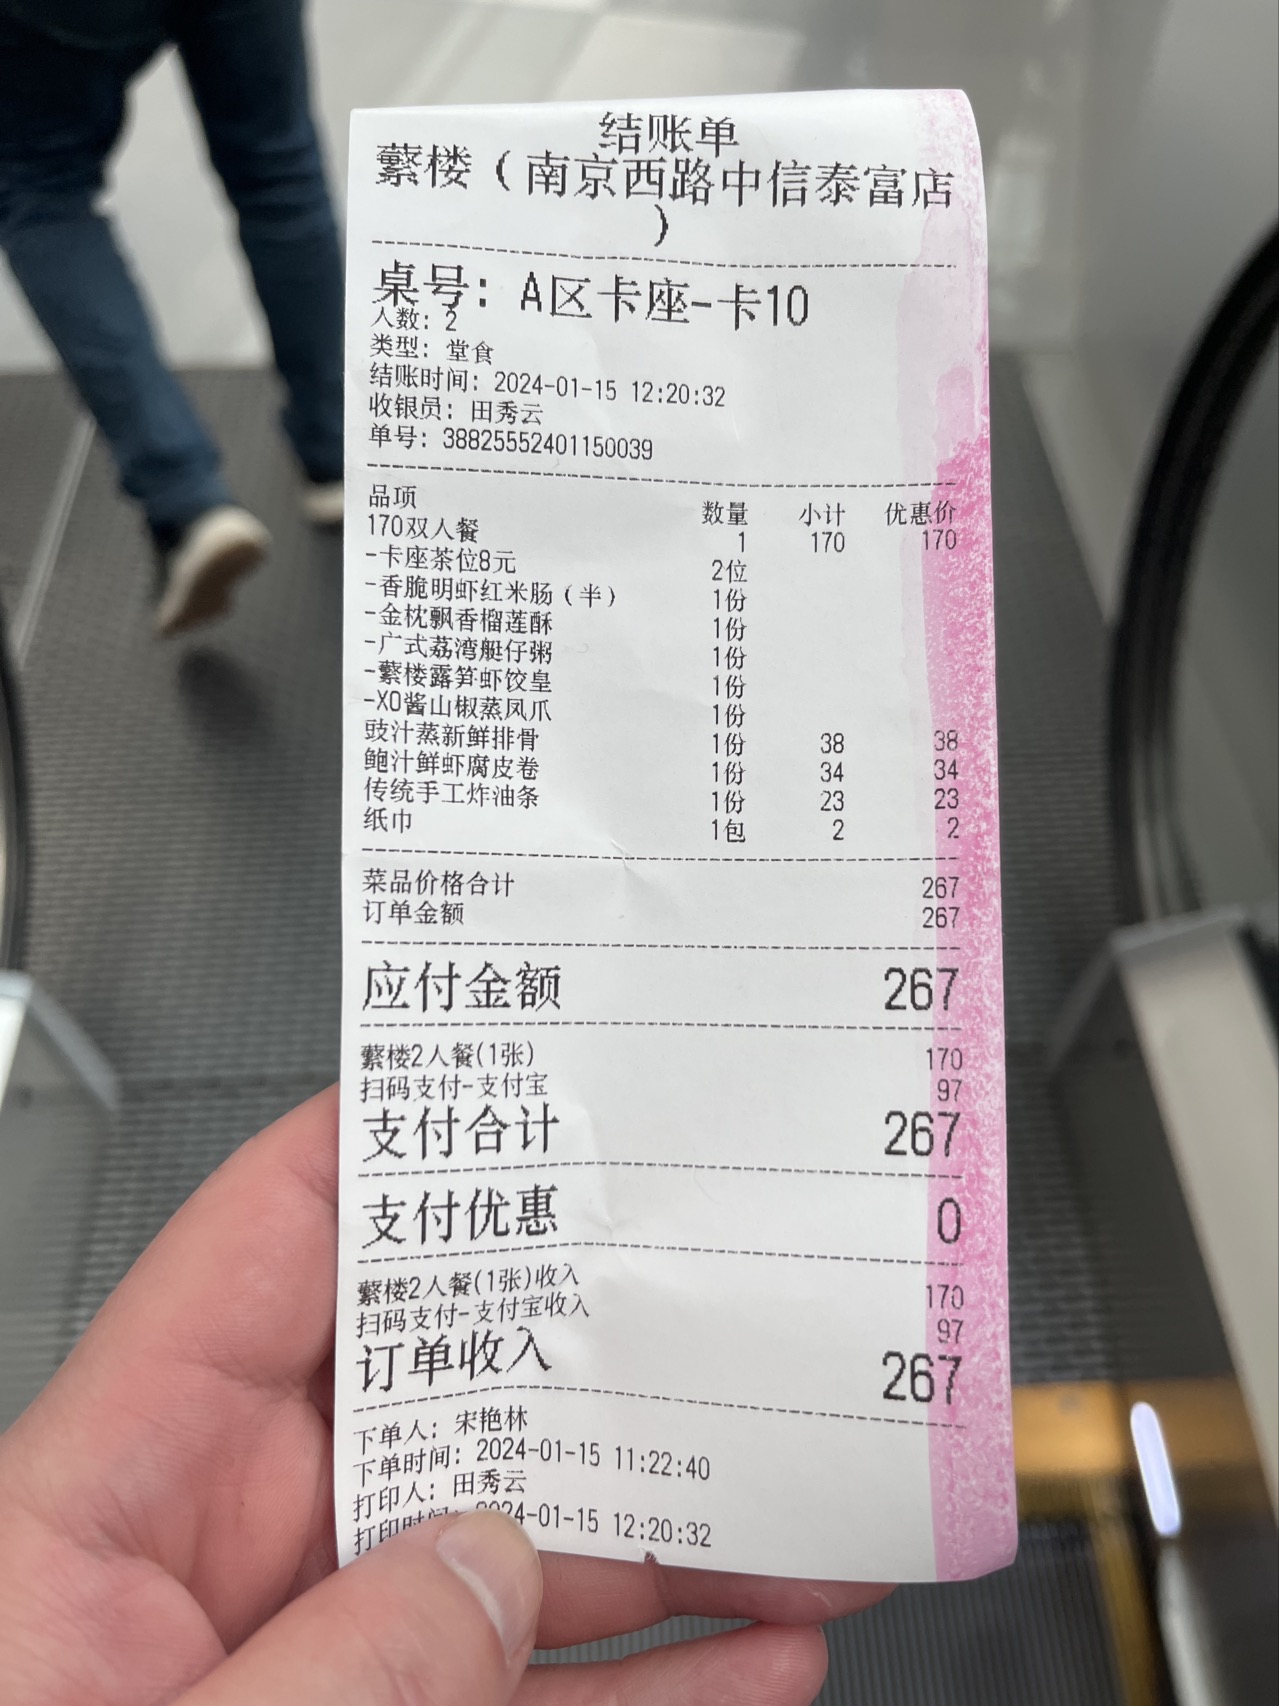 结账单
蘩楼（南京西路中信泰富店
）
桌号：A区卡座-卡10
人数：2
类型：堂食
结账时间：2024-01-15 12:20:32
收银员：田秀云
单号：38825552401150039
品项 数量 小计 优惠价
170双人餐 1 170 170
-卡座茶位8元 2位
-香脆明虾红米肠（半） 1份
-金枕飘香榴莲酥 1份
-广式荔湾艇仔粥 1份
-蘩楼露笋虾饺皇 1份
-XO酱山椒蒸凤爪 1份
豉汁蒸新鲜排骨 1份 38 38
鲍汁鲜虾腐皮卷 1份 34 34
传统手工炸油条 1份 23 23
纸巾 1包 2 2
菜品价格合计 267
订单金额 267
应付金额 267
蘩楼2人餐(1张) 170
扫码支付-支付宝 97
支付合计 267
支付优惠 0
蘩楼2人餐(1张)收入 170
扫码支付-支付宝收入 97
订单收入 267
下单人：宋艳林
下单时间：2024-01-15 11:22:40
打印人：田秀云
打印时间：2024-01-15 12:20:32